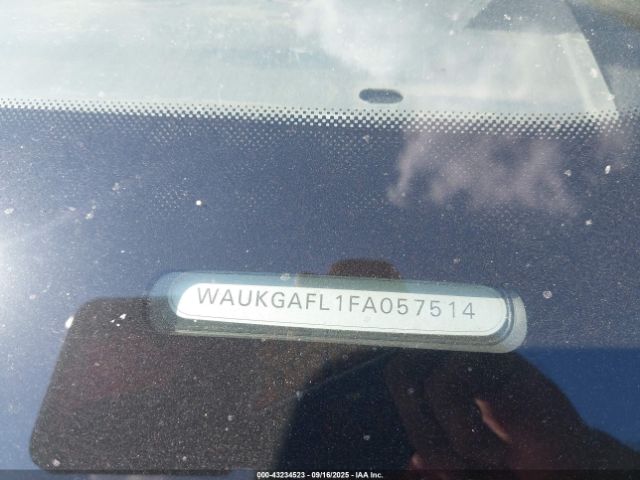 WAUKGAFL1FA057514
000-43234523 - 09/16/2025 - IAA Inc.